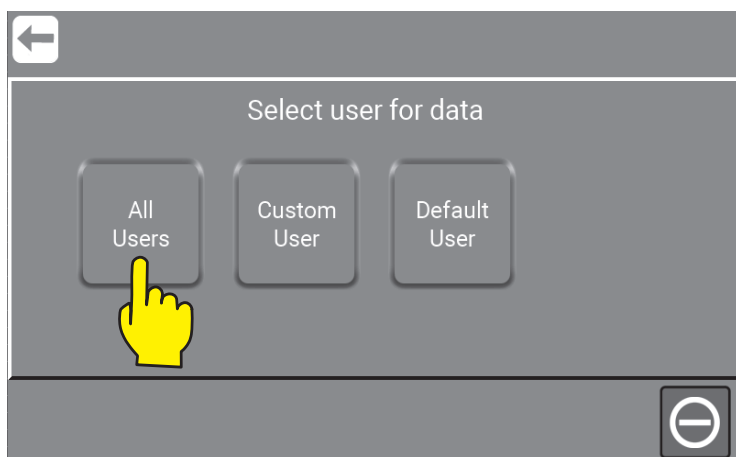 Select user for data
All
Users
Custom
User
Default
User